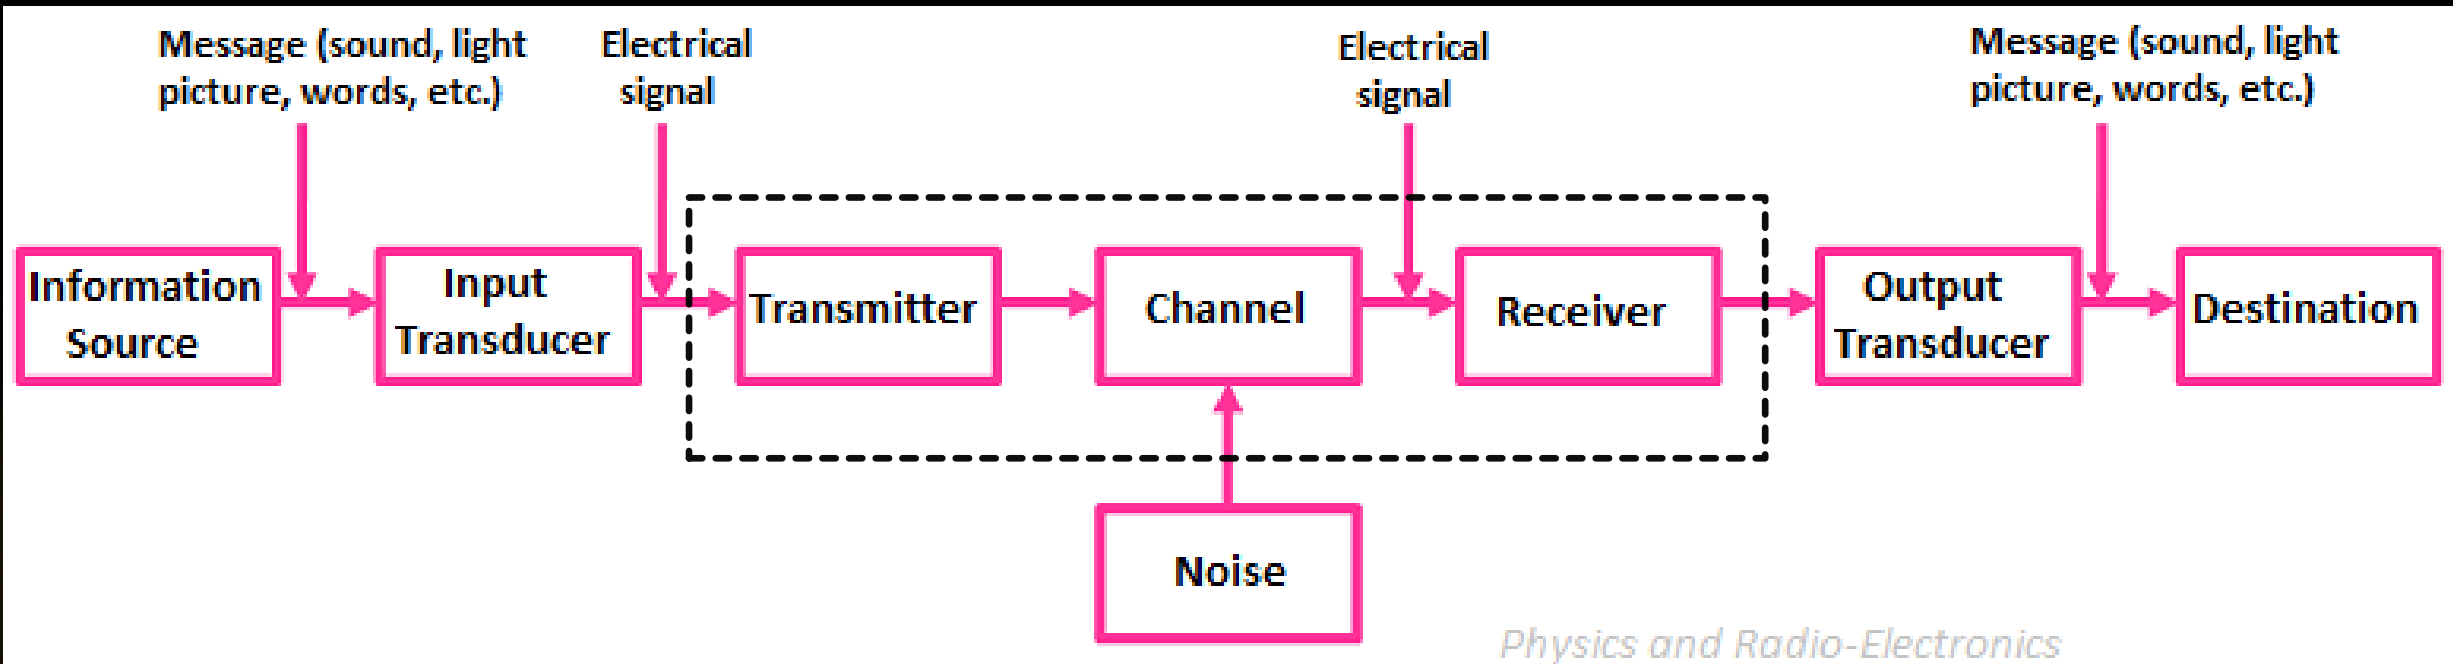 Message (sound, light
picture, words, etc.)
Electrical
signal
Electrical
signal
Message (sound, light
picture, words, etc.)
Information
Source
Input
Transducer
Transmitter
Channel
Receiver
Output
Transducer
Destination
Noise
Physics and Radio-Electronics